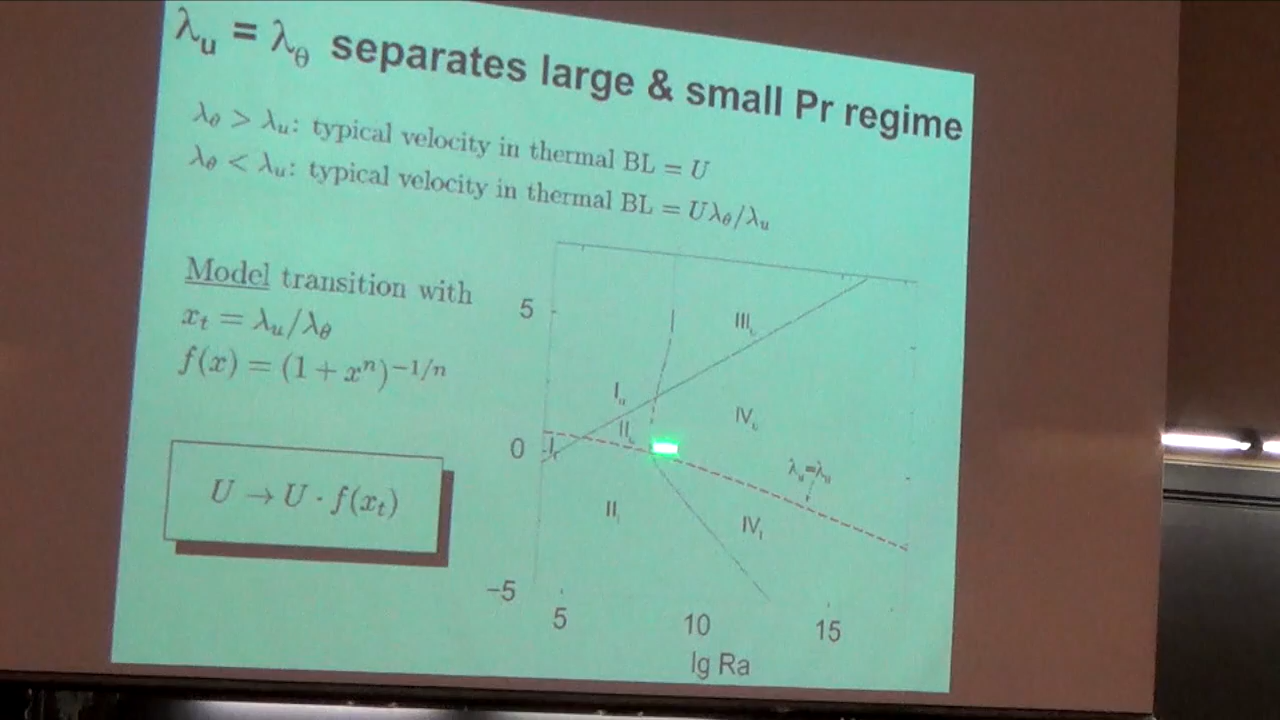 λu = λθ separates large & small Pr regime
λθ > λu: typical velocity in thermal BL = U
λθ < λu: typical velocity in thermal BL = Uλθ/λu
Model transition with
xt = λu/λθ
f(x) = (1 + xⁿ)^−1/n
U → U · f(xt)
5
0
−5
5
10
15
lg Ra
IIIu
Iu
IVu
IIu
IIl
IVl